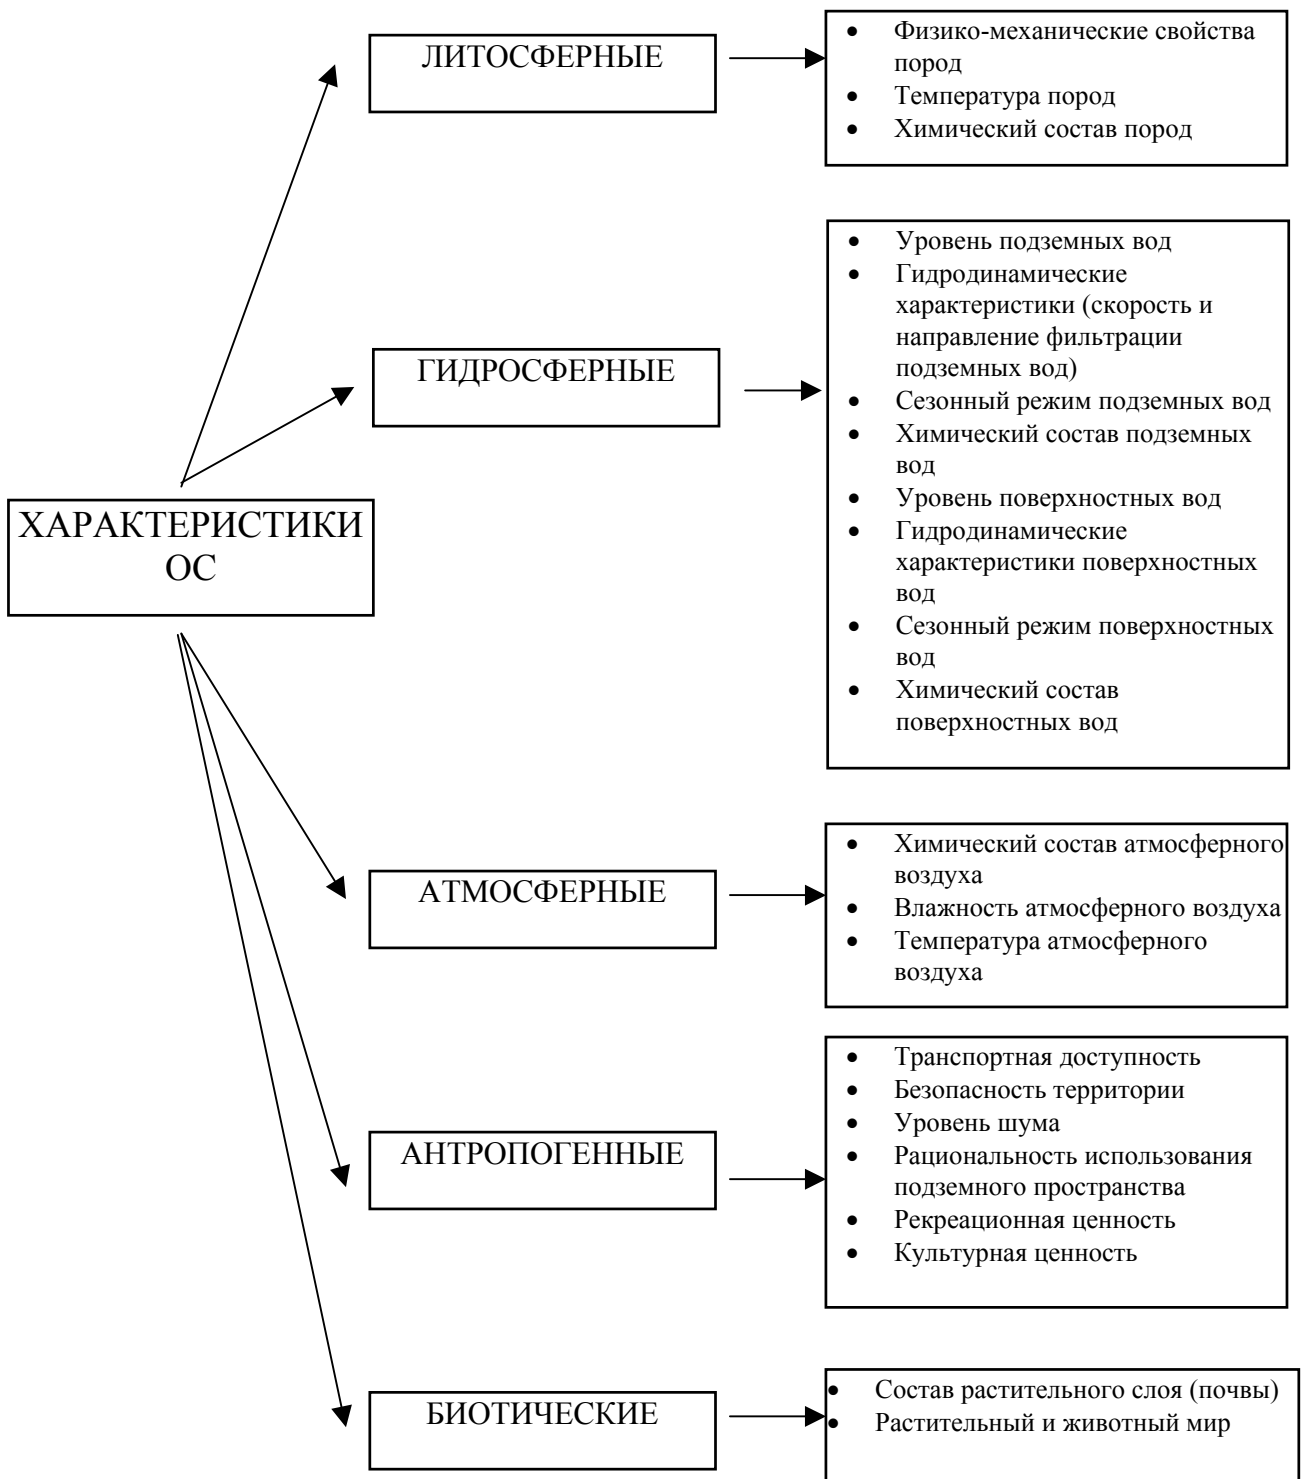 ХАРАКТЕРИСТИКИ
ОС
ЛИТОСФЕРНЫЕ
• Физико-механические свойства
пород
• Температура пород
• Химический состав пород
ГИДРОСФЕРНЫЕ
• Уровень подземных вод
• Гидродинамические
характеристики (скорость и
направление фильтрации
подземных вод)
• Сезонный режим подземных вод
• Химический состав подземных
вод
• Уровень поверхностных вод
• Гидродинамические
характеристики поверхностных
вод
• Сезонный режим поверхностных
вод
• Химический состав
поверхностных вод
АТМОСФЕРНЫЕ
• Химический состав атмосферного
воздуха
• Влажность атмосферного воздуха
• Температура атмосферного
воздуха
АНТРОПОГЕННЫЕ
• Транспортная доступность
• Безопасность территории
• Уровень шума
• Рациональность использования
подземного пространства
• Рекреационная ценность
• Культурная ценность
БИОТИЧЕСКИЕ
• Состав растительного слоя (почвы)
• Растительный и животный мир